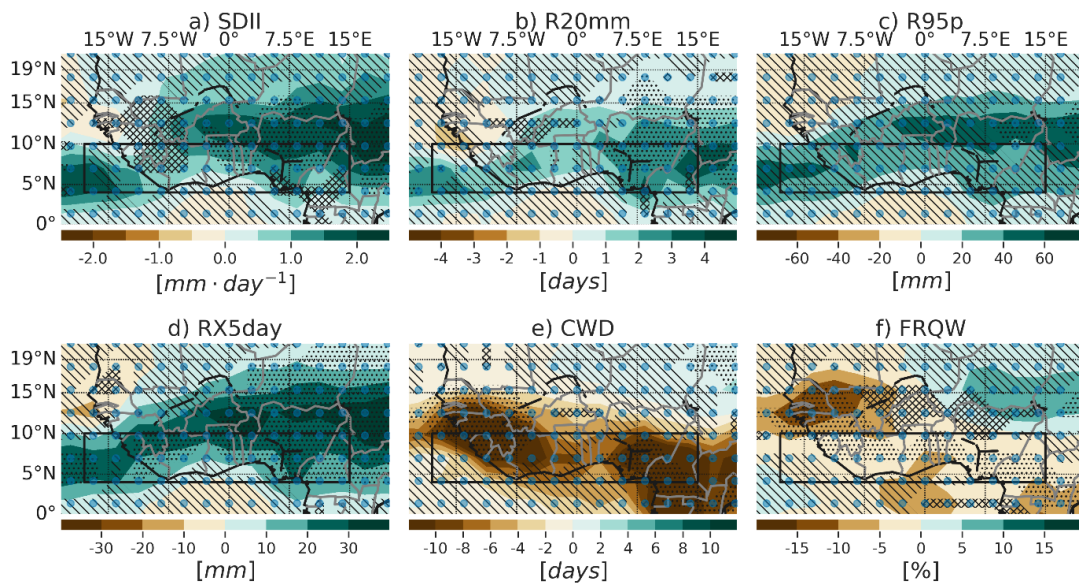 a) SDII b) R20mm c) R95p
15°W 7.5°W 0° 7.5°E 15°E 15°W 7.5°W 0° 7.5°E 15°E 15°W 7.5°W 0° 7.5°E 15°E
19°N
15°N
10°N
5°N
0°
-2.0 -1.0 0.0 1.0 2.0 -4 -3 -2 -1 0 1 2 3 4 -60 -40 -20 0 20 40 60
[mm · day⁻¹] [days] [mm]
d) RX5day e) CWD f) FRQW
19°N
15°N
10°N
5°N
0°
-30 -20 -10 0 10 20 30 -10 -8 -6 -4 -2 0 2 4 6 8 10 -15 -10 -5 0 5 10 15
[mm] [days] [%]